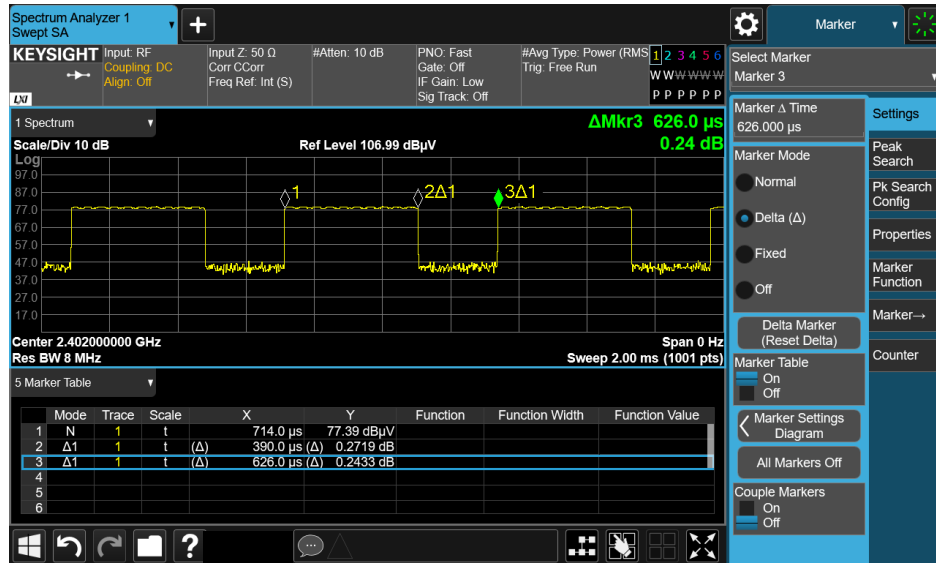 Spectrum Analyzer 1
Swept SA
Marker
KEYSIGHT
LXI
Input: RF
Coupling: DC
Align: Off
Input Z: 50 Ω
Corr CCorr
Freq Ref: Int (S)
#Atten: 10 dB
PNO: Fast
Gate: Off
IF Gain: Low
Sig Track: Off
#Avg Type: Power (RMS
Trig: Free Run
1 2 3 4 5 6
W W W W W W
P P P P P P
1 Spectrum
ΔMkr3 626.0 µs
0.24 dB
Scale/Div 10 dB
Ref Level 106.99 dBµV
Log
97.0
87.0
77.0
67.0
57.0
47.0
37.0
27.0
17.0
1
2Δ1
3Δ1
Center 2.402000000 GHz
Span 0 Hz
Res BW 8 MHz
Sweep 2.00 ms (1001 pts)
5 Marker Table
Mode Trace Scale X Y Function Function Width Function Value
1 N 1 t 714.0 µs 77.39 dBµV
2 Δ1 1 t (Δ) 390.0 µs (Δ) 0.2719 dB
3 Δ1 1 t (Δ) 626.0 µs (Δ) 0.2433 dB
4
5
6
Select Marker
Marker 3
Marker Δ Time
626.000 µs
Marker Mode
Normal
Delta (Δ)
Fixed
Off
Delta Marker
(Reset Delta)
Marker Table
On
Off
Marker Settings
Diagram
All Markers Off
Couple Markers
On
Off
Settings
Peak
Search
Pk Search
Config
Properties
Marker
Function
Marker→
Counter